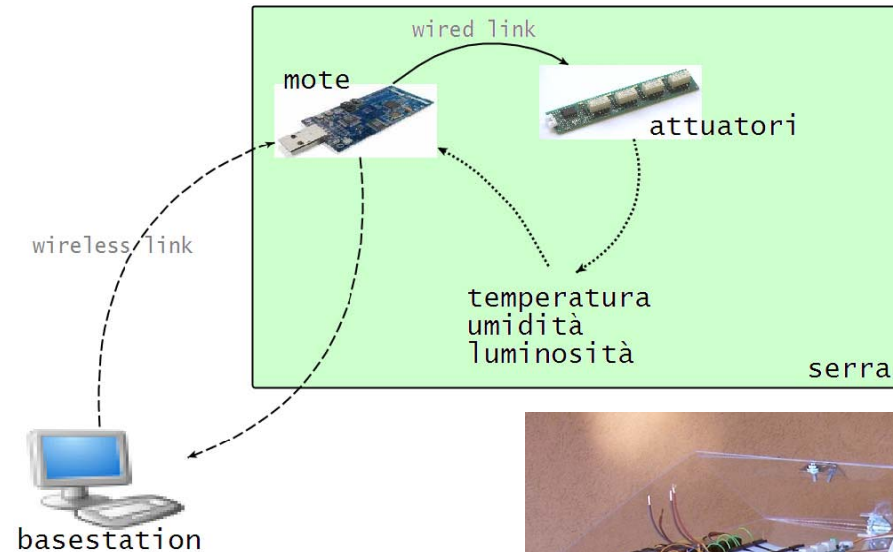 wired link
mote
attuatori
wireless link
temperatura
umidità
luminosità
serra
basestation